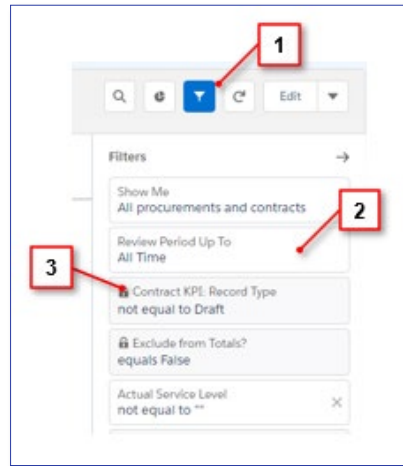 1
Edit
Filters
Show Me
All procurements and contracts
2
Review Period Up To
All Time
3
Contract KPI: Record Type
not equal to Draft
Exclude from Totals?
equals False
Actual Service Level
not equal to ""